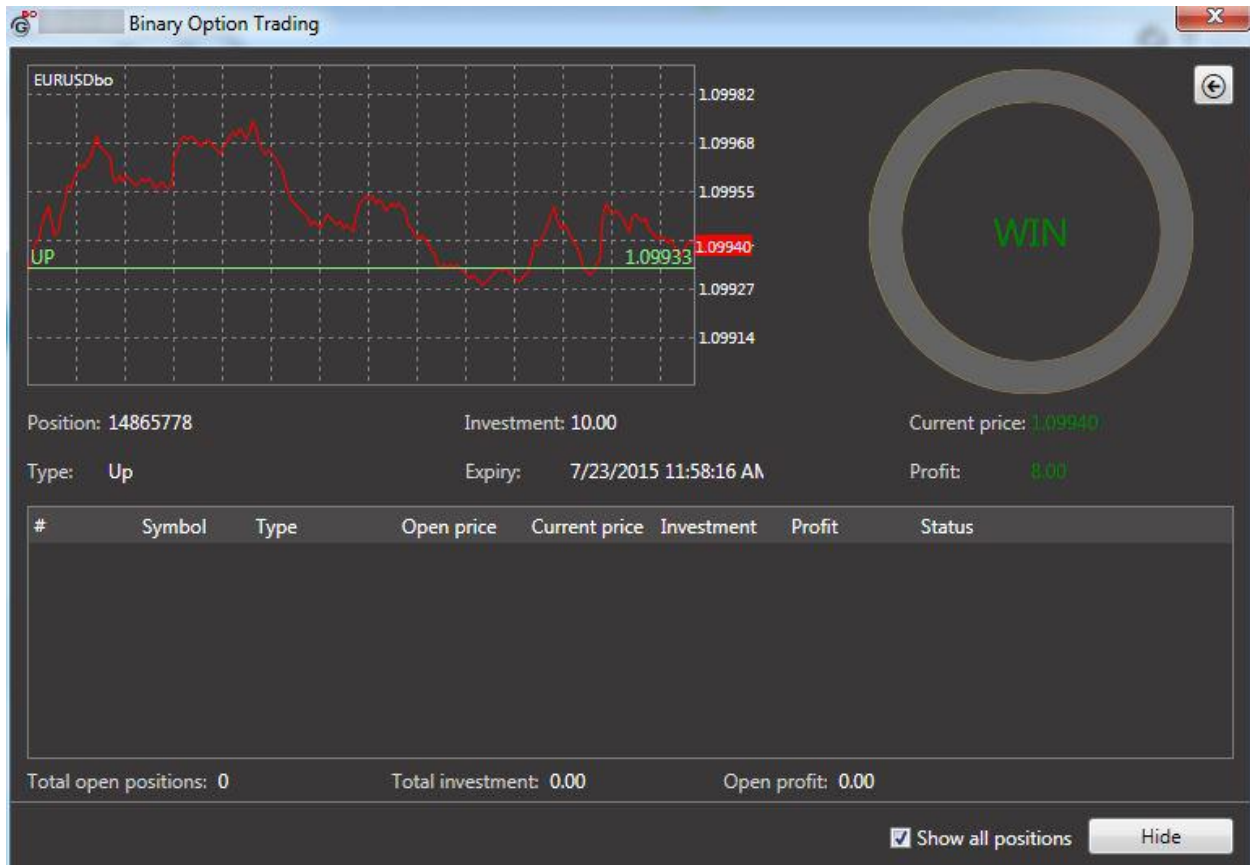 Binary Option Trading
X
EURUSDbo
1.09982
1.09968
1.09955
UP
1.09933
1.09940
1.09927
1.09914
WIN
Position: 14865778 Investment: 10.00 Current price: 1.09940
Type: Up Expiry: 7/23/2015 11:58:16 AM Profit: 8.00
# Symbol Type Open price Current price Investment Profit Status
Total open positions: 0 Total investment: 0.00 Open profit: 0.00
Show all positions Hide